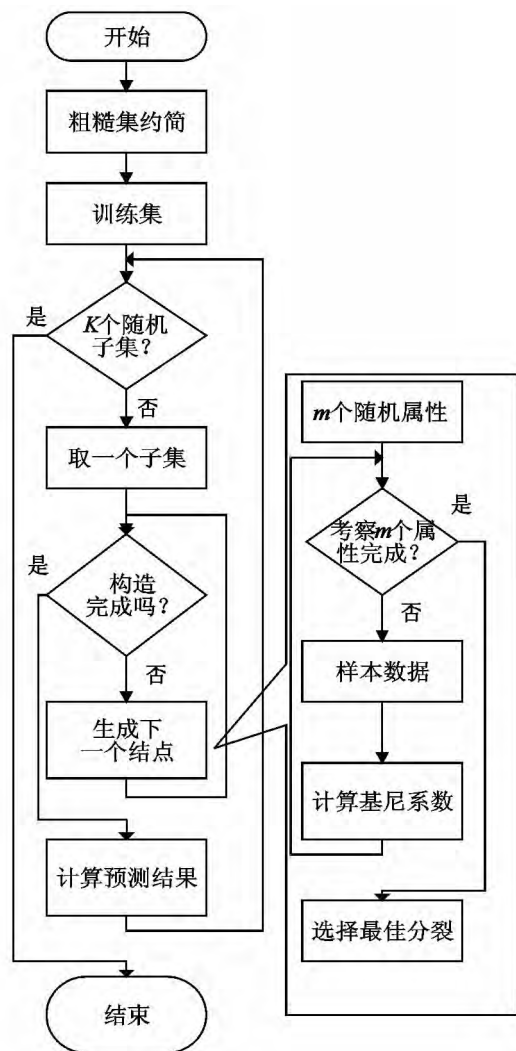 开始
粗糙集约简
训练集
是
K个随机
子集？
否
取一个子集
是
构造
完成吗？
否
生成下
一个结点
计算预测结果
结束
m个随机属性
是
考察m个属
性完成？
否
样本数据
计算基尼系数
选择最佳分裂